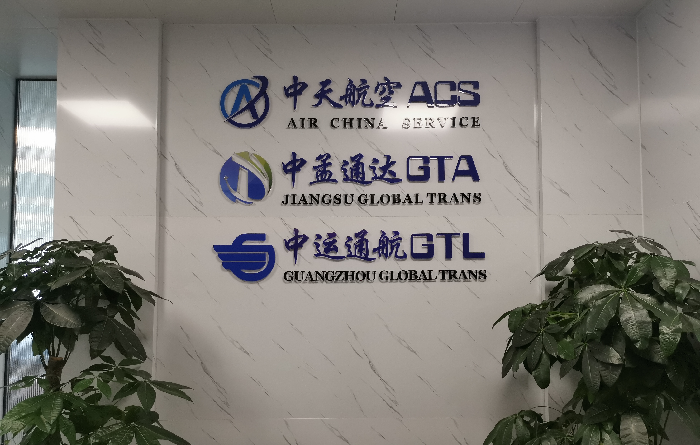 中天航空 ACS
AIR CHINA SERVICE
中孟通达 GTA
JIANGSU GLOBAL TRANS
中运通航 GTL
GUANGZHOU GLOBAL TRANS